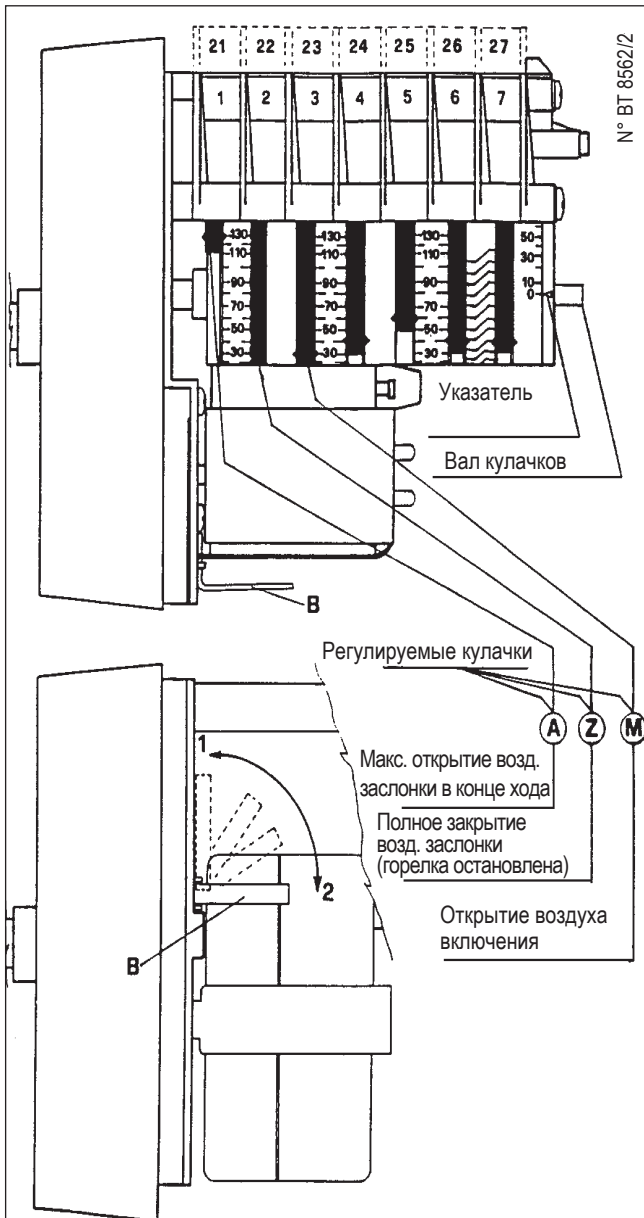 N° BT 8562/2
21 22 23 24 25 26 27
1 2 3 4 5 6 7
130 130 130 50
110 110 110 30
90 90 90 10
70 70 70 0
50 50 50
30 30 30
Указатель
Вал кулачков
B
Регулируемые кулачки
A Z M
1
Макс. открытие возд.
заслонки в конце хода
Полное закрытие
возд. заслонки
(горелка остановлена)
2
Открытие воздуха
включения
B